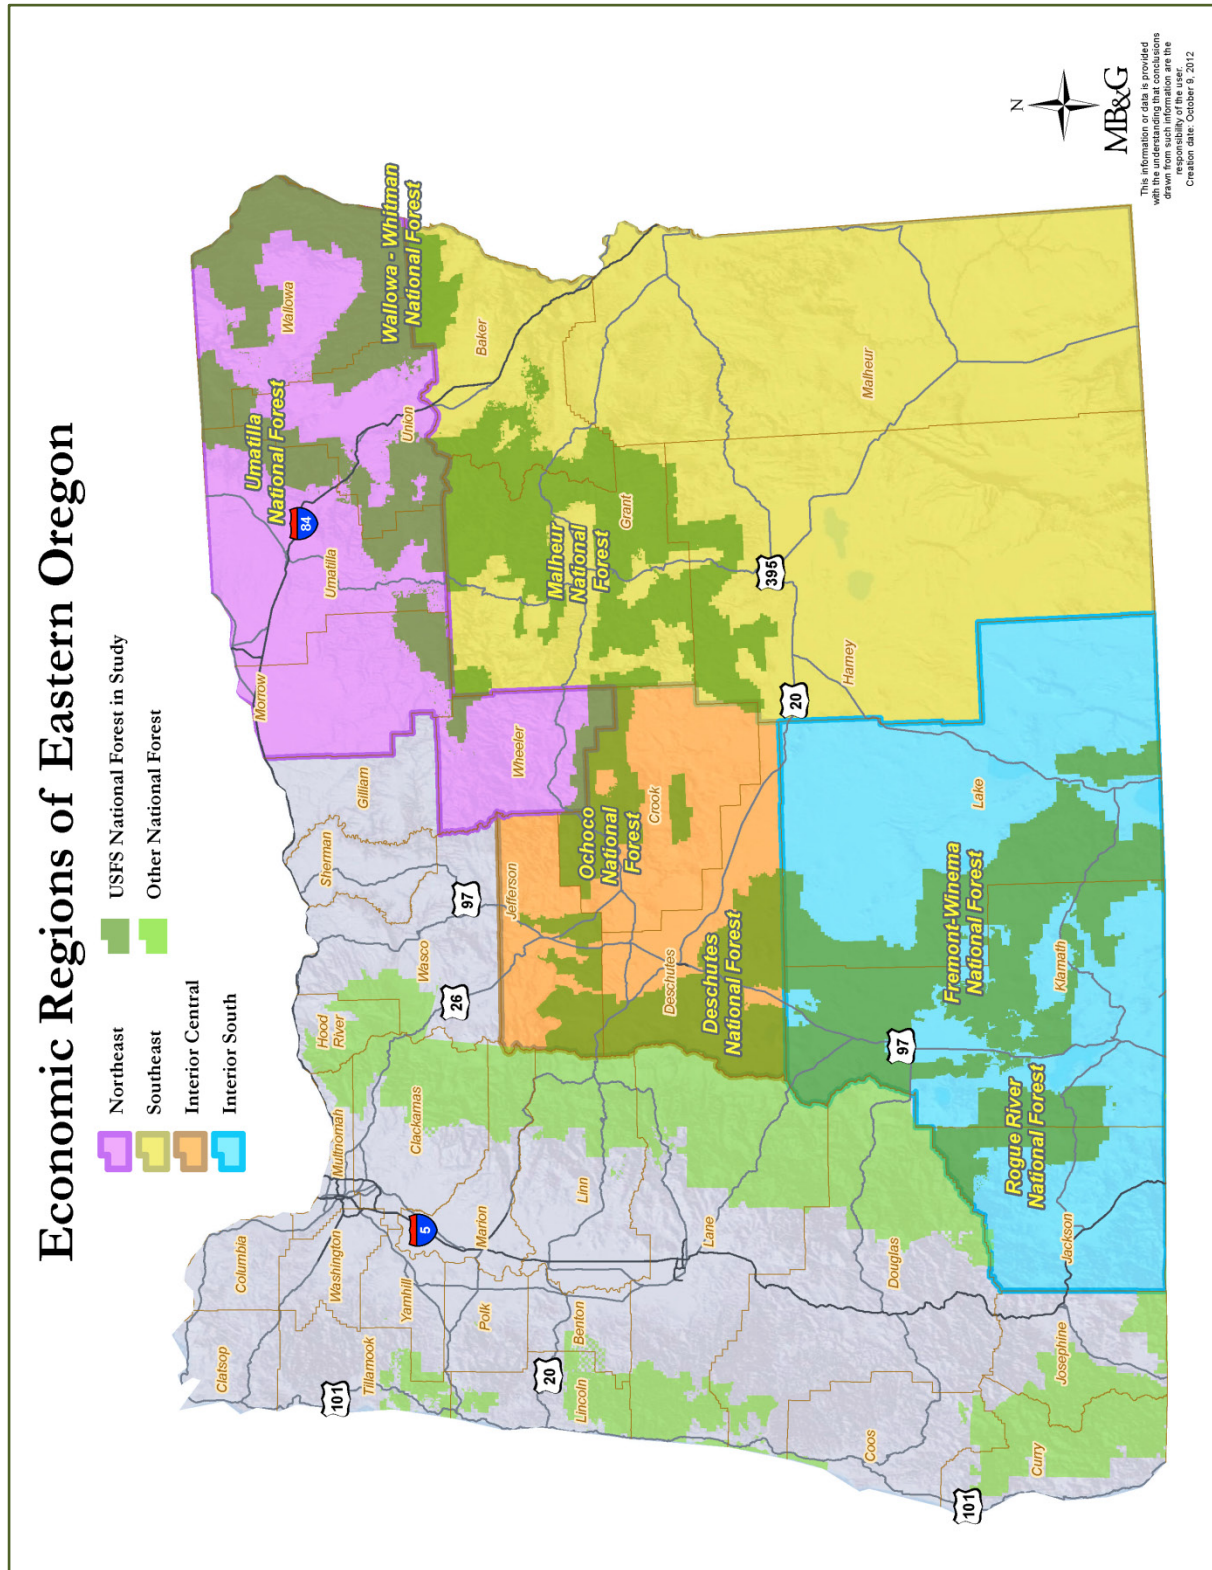 Economic Regions of Eastern Oregon
Northeast
Southeast
Interior Central
Interior South
USFS National Forest in Study
Other National Forest
Clatsop
Columbia
Tillamook
Washington
Multnomah
Hood
River
Yamhill
Clackamas
Polk
Marion
Lincoln
Benton
Linn
Lane
Douglas
Coos
Curry
Josephine
Jackson
Wasco
Sherman
Gilliam
Morrow
Umatilla
Union
Wallowa
Baker
Wheeler
Grant
Jefferson
Crook
Deschutes
Klamath
Lake
Harney
Malheur
Umatilla
National Forest
Wallowa - Whitman
National Forest
Malheur
National
Forest
Ochoco
National
Forest
Deschutes
National Forest
Fremont-Winema
National Forest
Rogue River
National Forest
101
101
20
5
26
97
97
84
395
20
N
MB&G
This information or data is provided
with the understanding that conclusions
drawn from such information are the
responsibility of the user.
Creation date: October 9, 2012